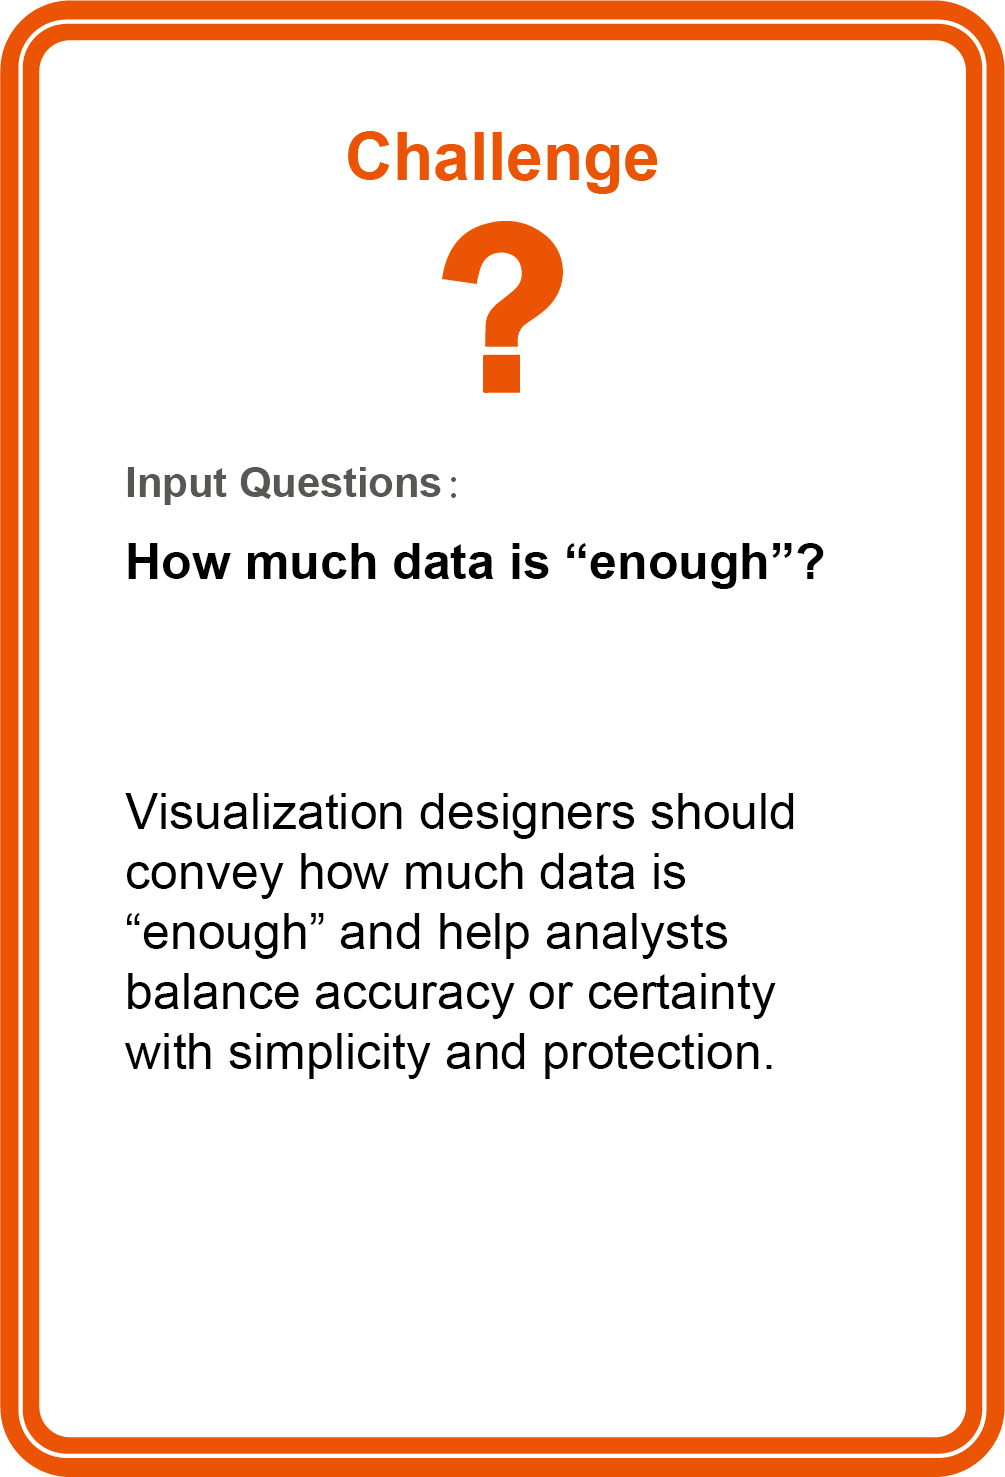 Challenge
?
Input Questions:
How much data is “enough”?
Visualization designers should
convey how much data is
“enough” and help analysts
balance accuracy or certainty
with simplicity and protection.